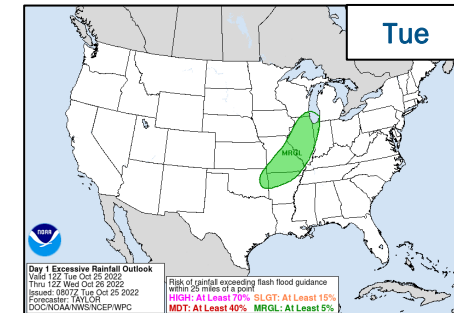 Tue
MRGL
NOAA
Day 1 Excessive Rainfall Outlook
Valid 12Z Tue Oct 25 2022
Thru 12Z Wed Oct 26 2022
Issued: 0807Z Tue Oct 25 2022
Forecaster: TAYLOR
DOC/NOAA/NWS/NCEP/WPC
Risk of rainfall exceeding flash flood guidance
within 25 miles of a point
HIGH: At Least 70% SLGT: At Least 15%
MDT: At Least 40% MRGL: At Least 5%